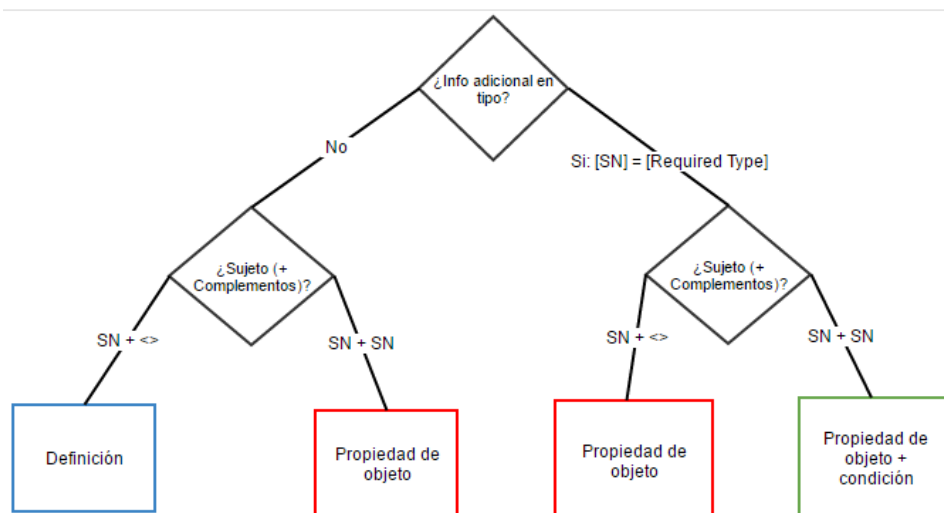 ¿Info adicional en
tipo?
No
Si: [SN] = [Required Type]
¿Sujeto (+
Complementos)?
¿Sujeto (+
Complementos)?
SN + <>
SN + SN
SN + <>
SN + SN
Definición
Propiedad de
objeto
Propiedad de
objeto
Propiedad de
objeto +
condición